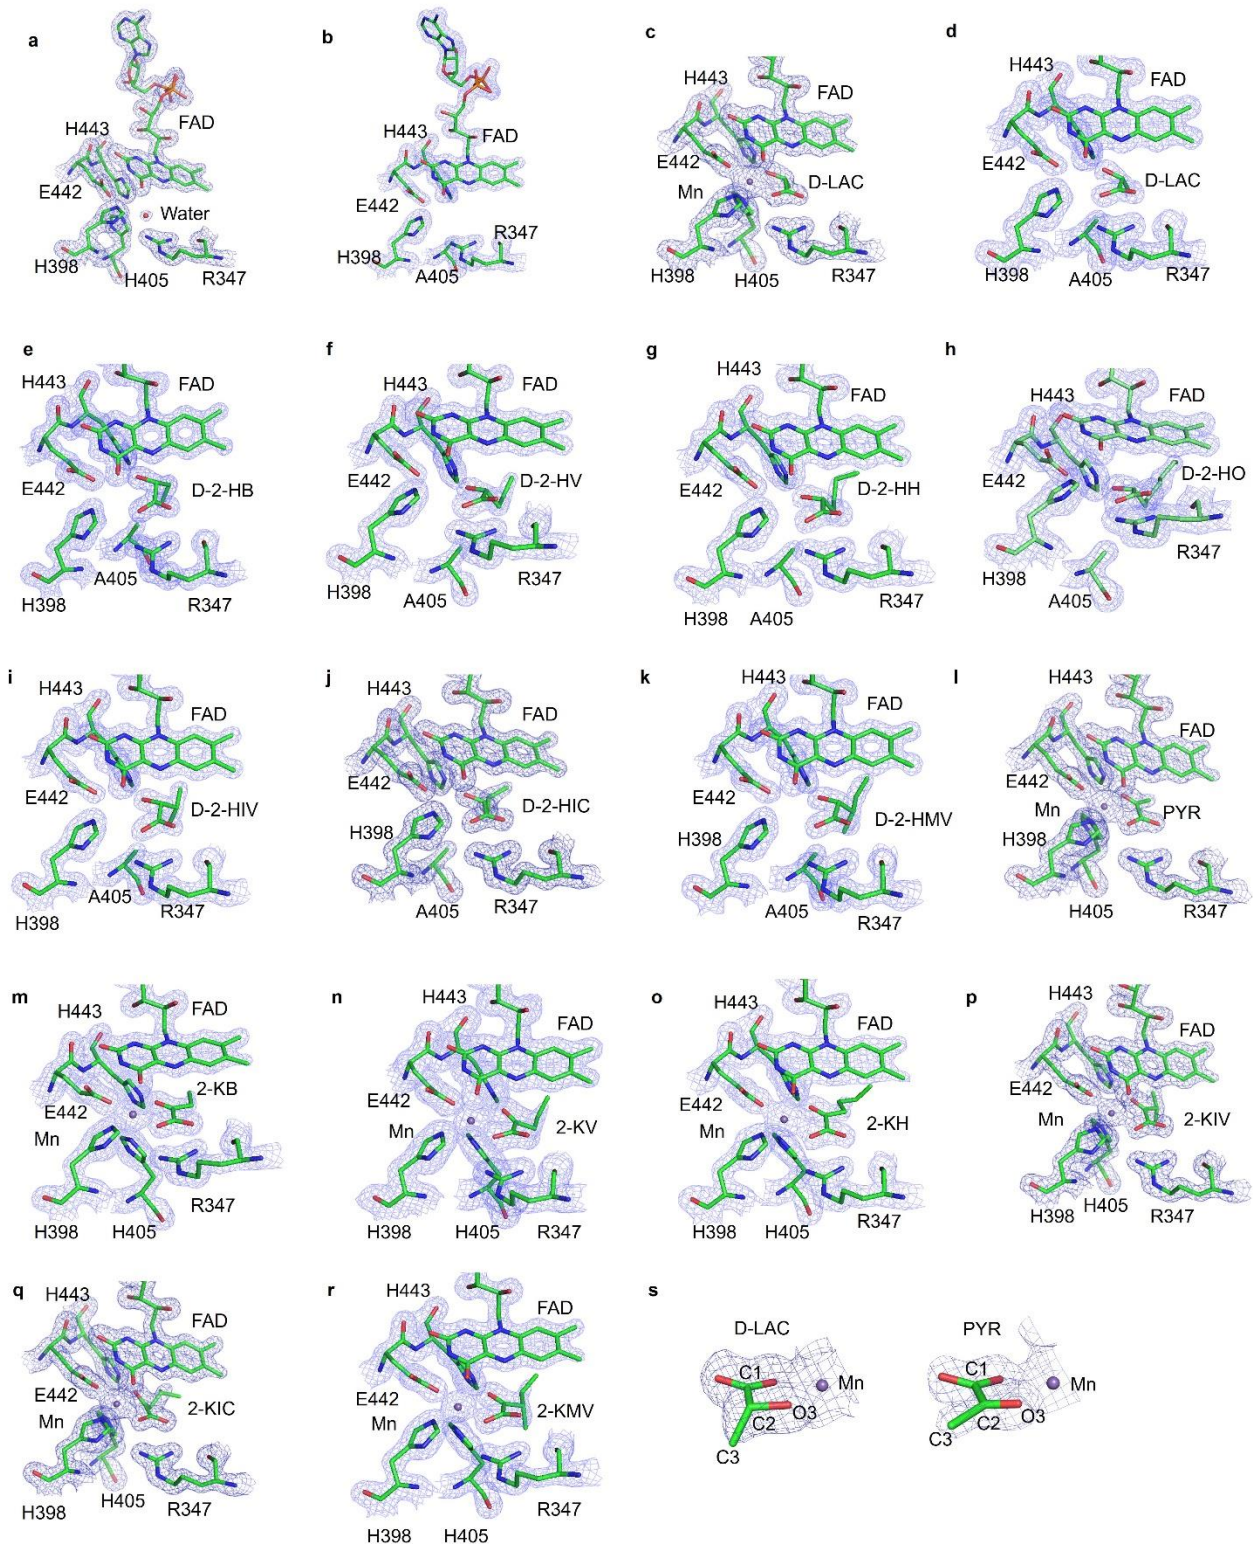 a
H443
FAD
E442
Water
H398
H405
R347
b
H443
FAD
E442
R347
H398
A405
c
H443
FAD
E442
Mn
D-LAC
H398
H405
R347
d
H443
FAD
E442
D-LAC
H398
A405
R347
e
H443
FAD
E442
D-2-HB
A405
H398
R347
f
H443
FAD
E442
D-2-HV
R347
H398
A405
g
H443
FAD
E442
D-2-HH
H398
A405
R347
h
H443
FAD
E442
D-2-HO
R347
H398
A405
i
H443
FAD
E442
D-2-HIV
A405
R347
H398
j
H443
FAD
E442
D-2-HIC
H398
A405
R347
k
H443
FAD
E442
D-2-HMV
H398
A405
R347
l
H443
FAD
E442
Mn
PYR
H398
H405
R347
m
H443
FAD
2-KB
E442
Mn
R347
H398
H405
n
H443
FAD
E442
Mn
2-KV
H398
H405
R347
o
H443
FAD
E442
Mn
2-KH
H398
H405
R347
p
H443
FAD
E442
Mn
2-KIV
H405
H398
R347
q
H443
FAD
E442
2-KIC
Mn
H405
H398
R347
r
H443
FAD
E442
Mn
2-KMV
R347
H398
H405
s
D-LAC
C1
Mn
O3
C2
C3
PYR
C1
Mn
O3
C2
C3